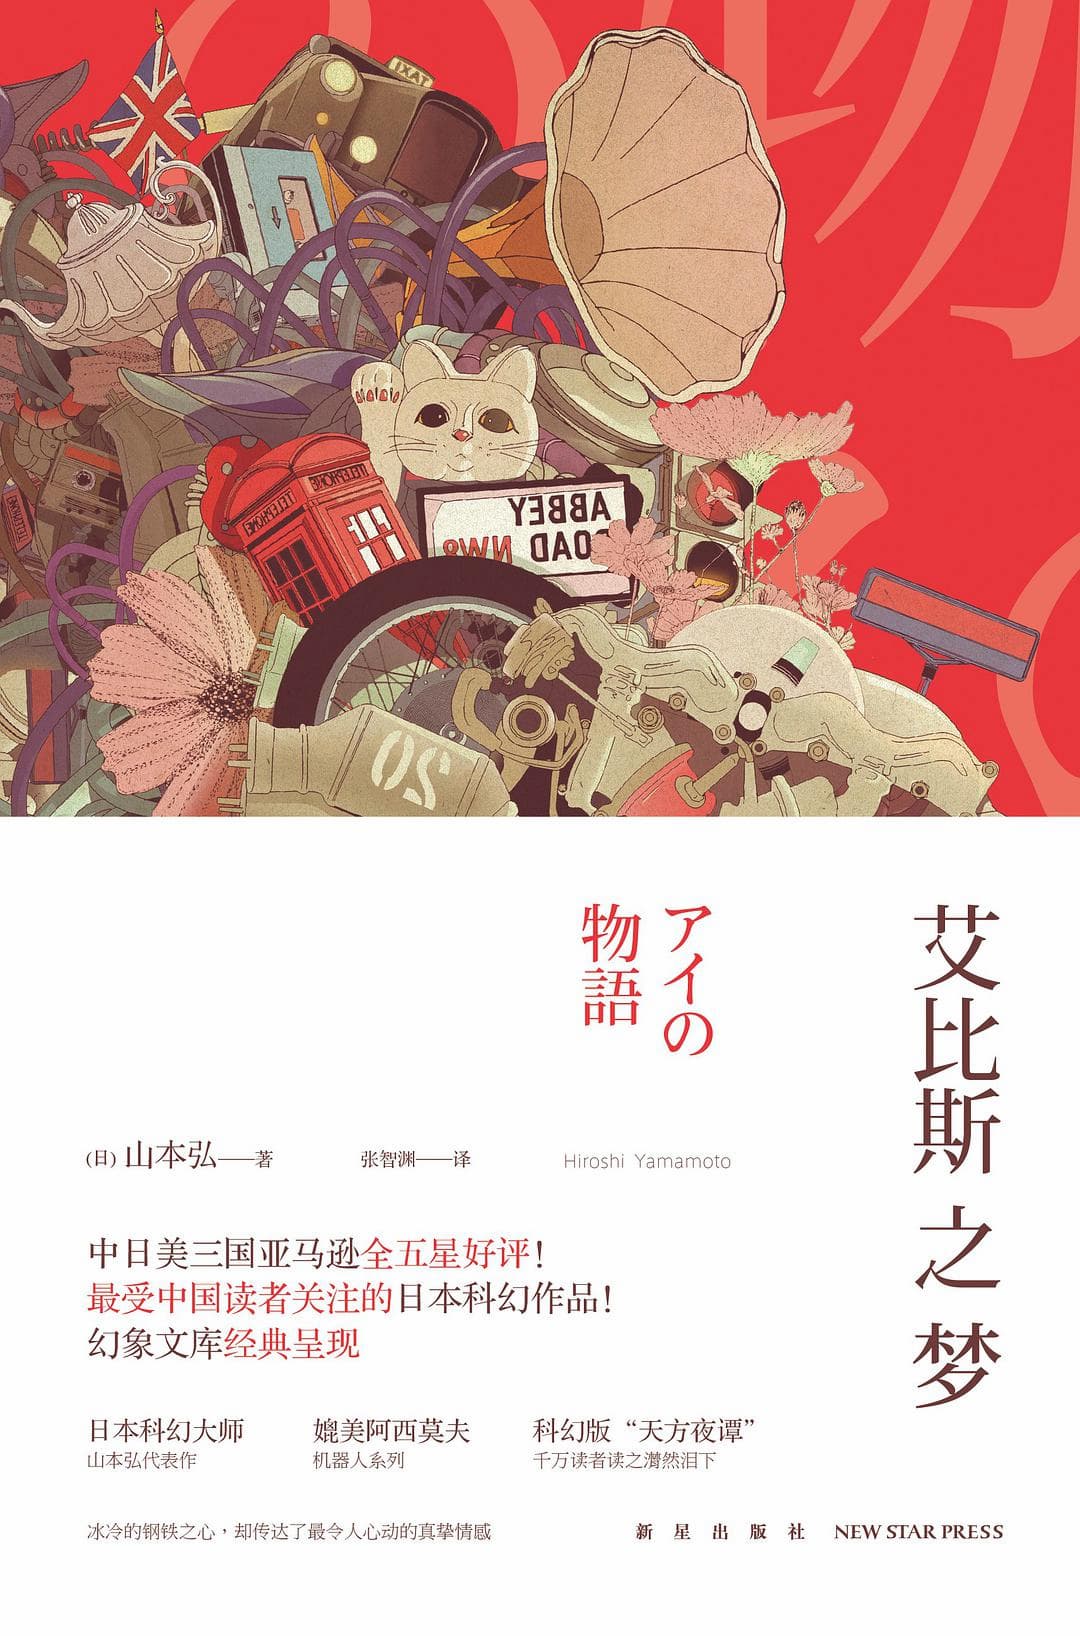 TAXI
TELEPHONE
TELEPHONE
ABBEY
ROAD NW8
艾比斯之梦
アイの
物語
(日) 山本弘——著
张智渊——译
Hiroshi Yamamoto
中日美三国亚马逊全五星好评！
最受中国读者关注的日本科幻作品！
幻象文库经典呈现
日本科幻大师
山本弘代表作
媲美阿西莫夫
机器人系列
科幻版“天方夜谭”
千万读者读之潸然泪下
冰冷的钢铁之心，却传达了最令人心动的真挚情感
新星出版社 NEW STAR PRESS